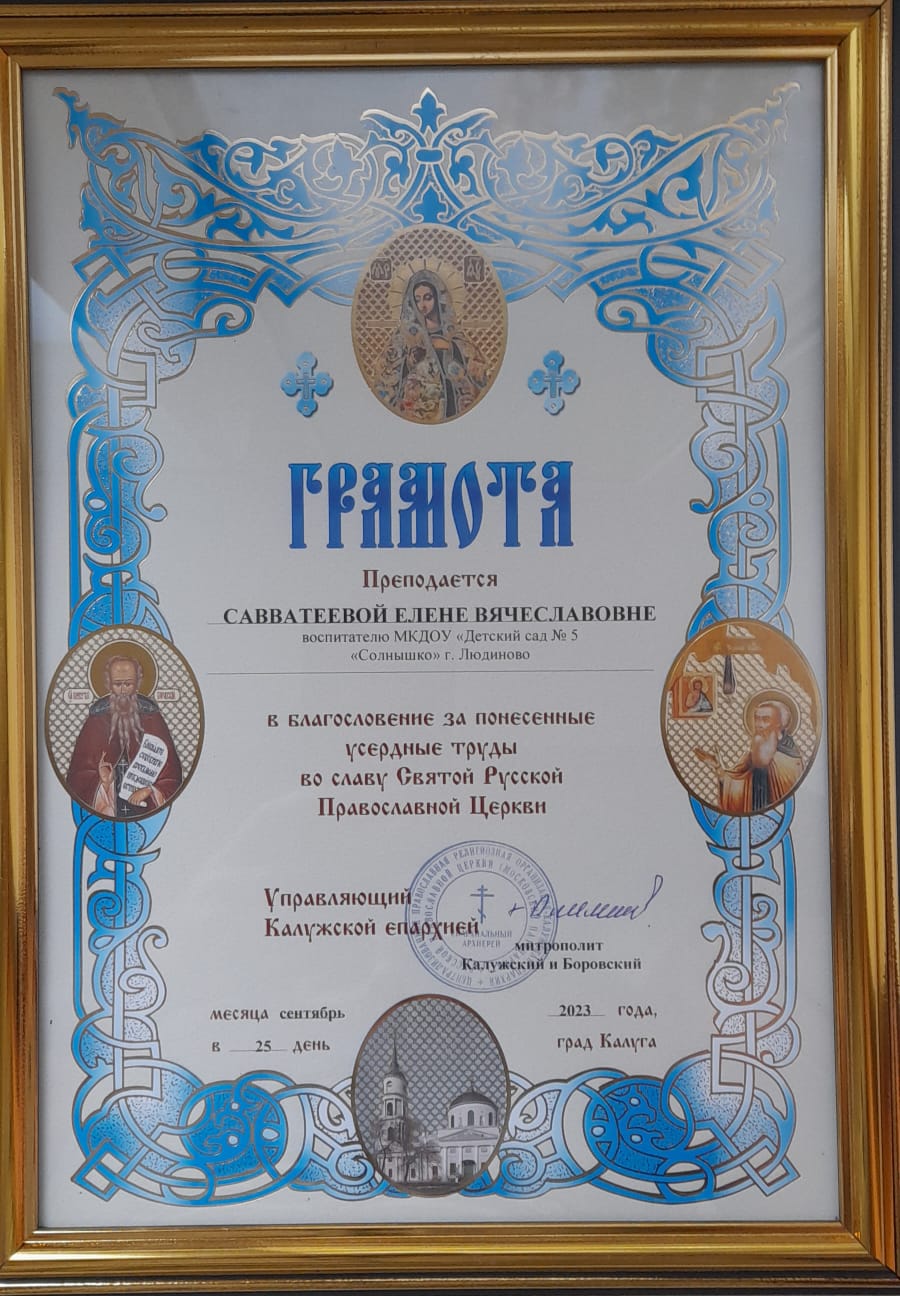 ГРАМОТА
Преподается
САВВАТЕЕВОЙ ЕЛЕНЕ ВЯЧЕСЛАВОВНЕ
воспитателю МКДОУ «Детский сад № 5
«Солнышко» г. Людиново
в благословение за понесенные
усердные труды
во славу Святой Русской
Православной Церкви
Управляющий
Калужской епархией
митрополит
Калужский и Боровский
месяца сентябрь
2023 года,
в 25 день
град Калуга